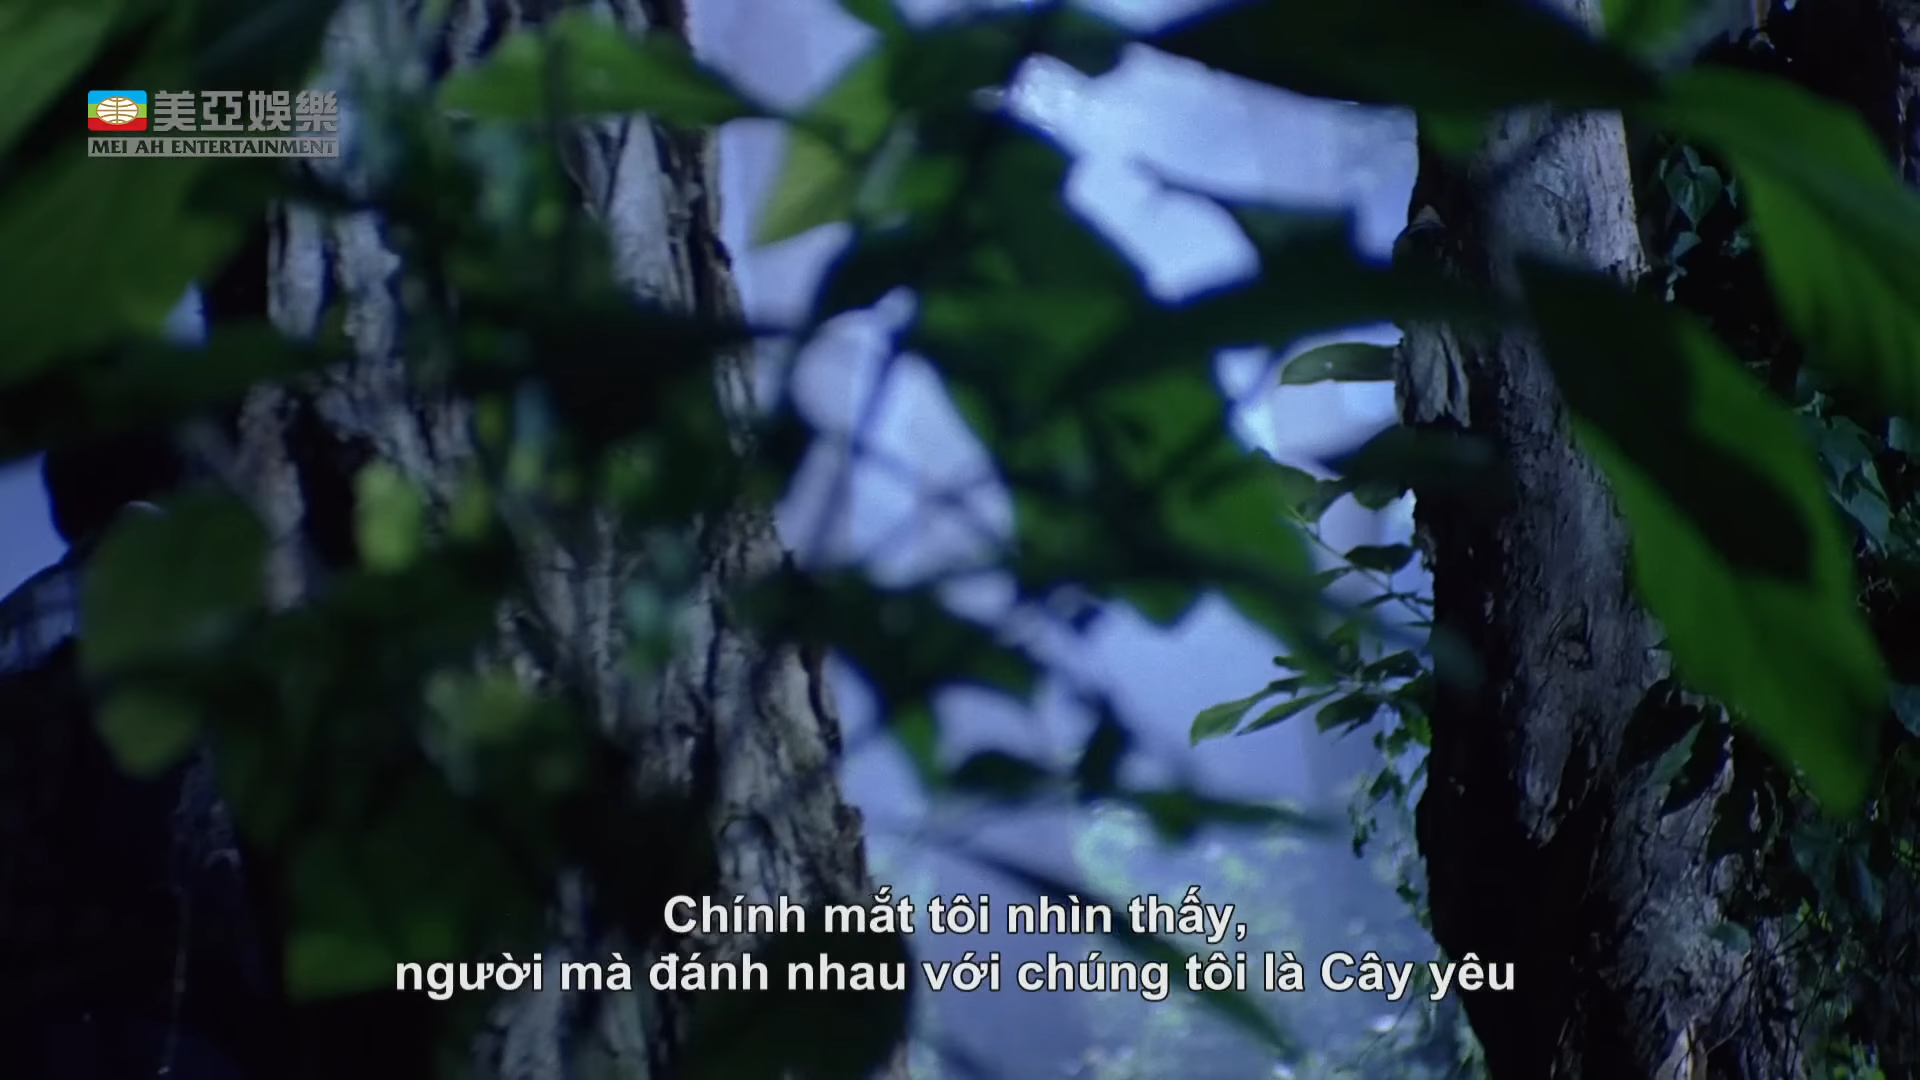 美亞娛樂
MEI AH ENTERTAINMENT
Chính mắt tôi nhìn thấy,
người mà đánh nhau với chúng tôi là Cây yêu